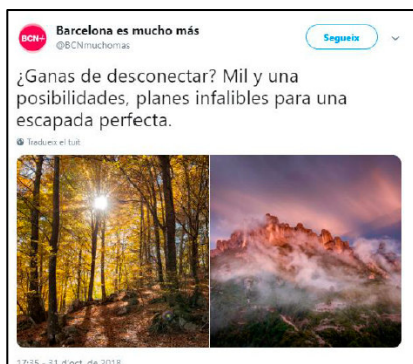 BCN+
Barcelona es mucho más
@BCNmuchomas
Segueix
¿Ganas de desconectar? Mil y una
posibilidades, planes infalibles para una
escapada perfecta.
Tradueix el tuit
17:35 - 31 d'oct. de 2018